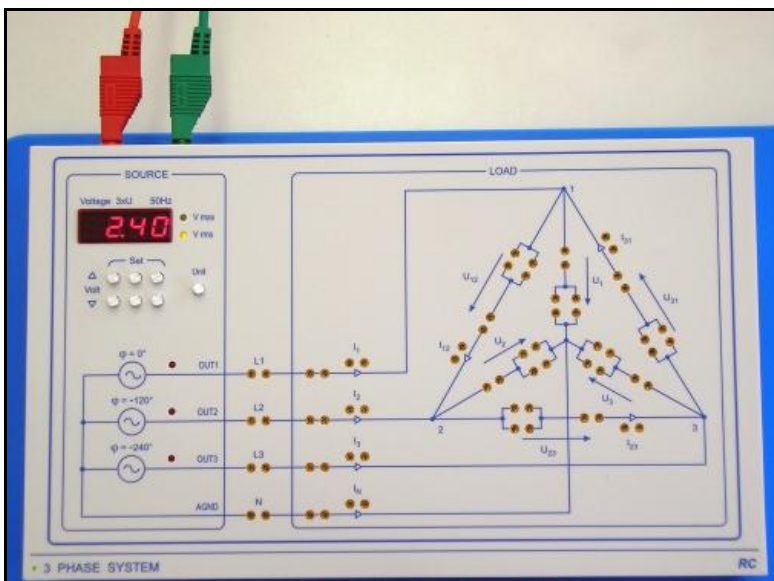 SOURCE
LOAD
Voltage 3xU 50Hz
2.40
V max
V rms
Set
Volt
Unit
1
I31
U12
U1
U31
I12
U2
U3
2
3
U23
I23
φ = 0°
OUT1
L1
I1
φ = -120°
OUT2
L2
I2
φ = -240°
OUT3
L3
I3
AGND
N
IN
3 PHASE SYSTEM
RC